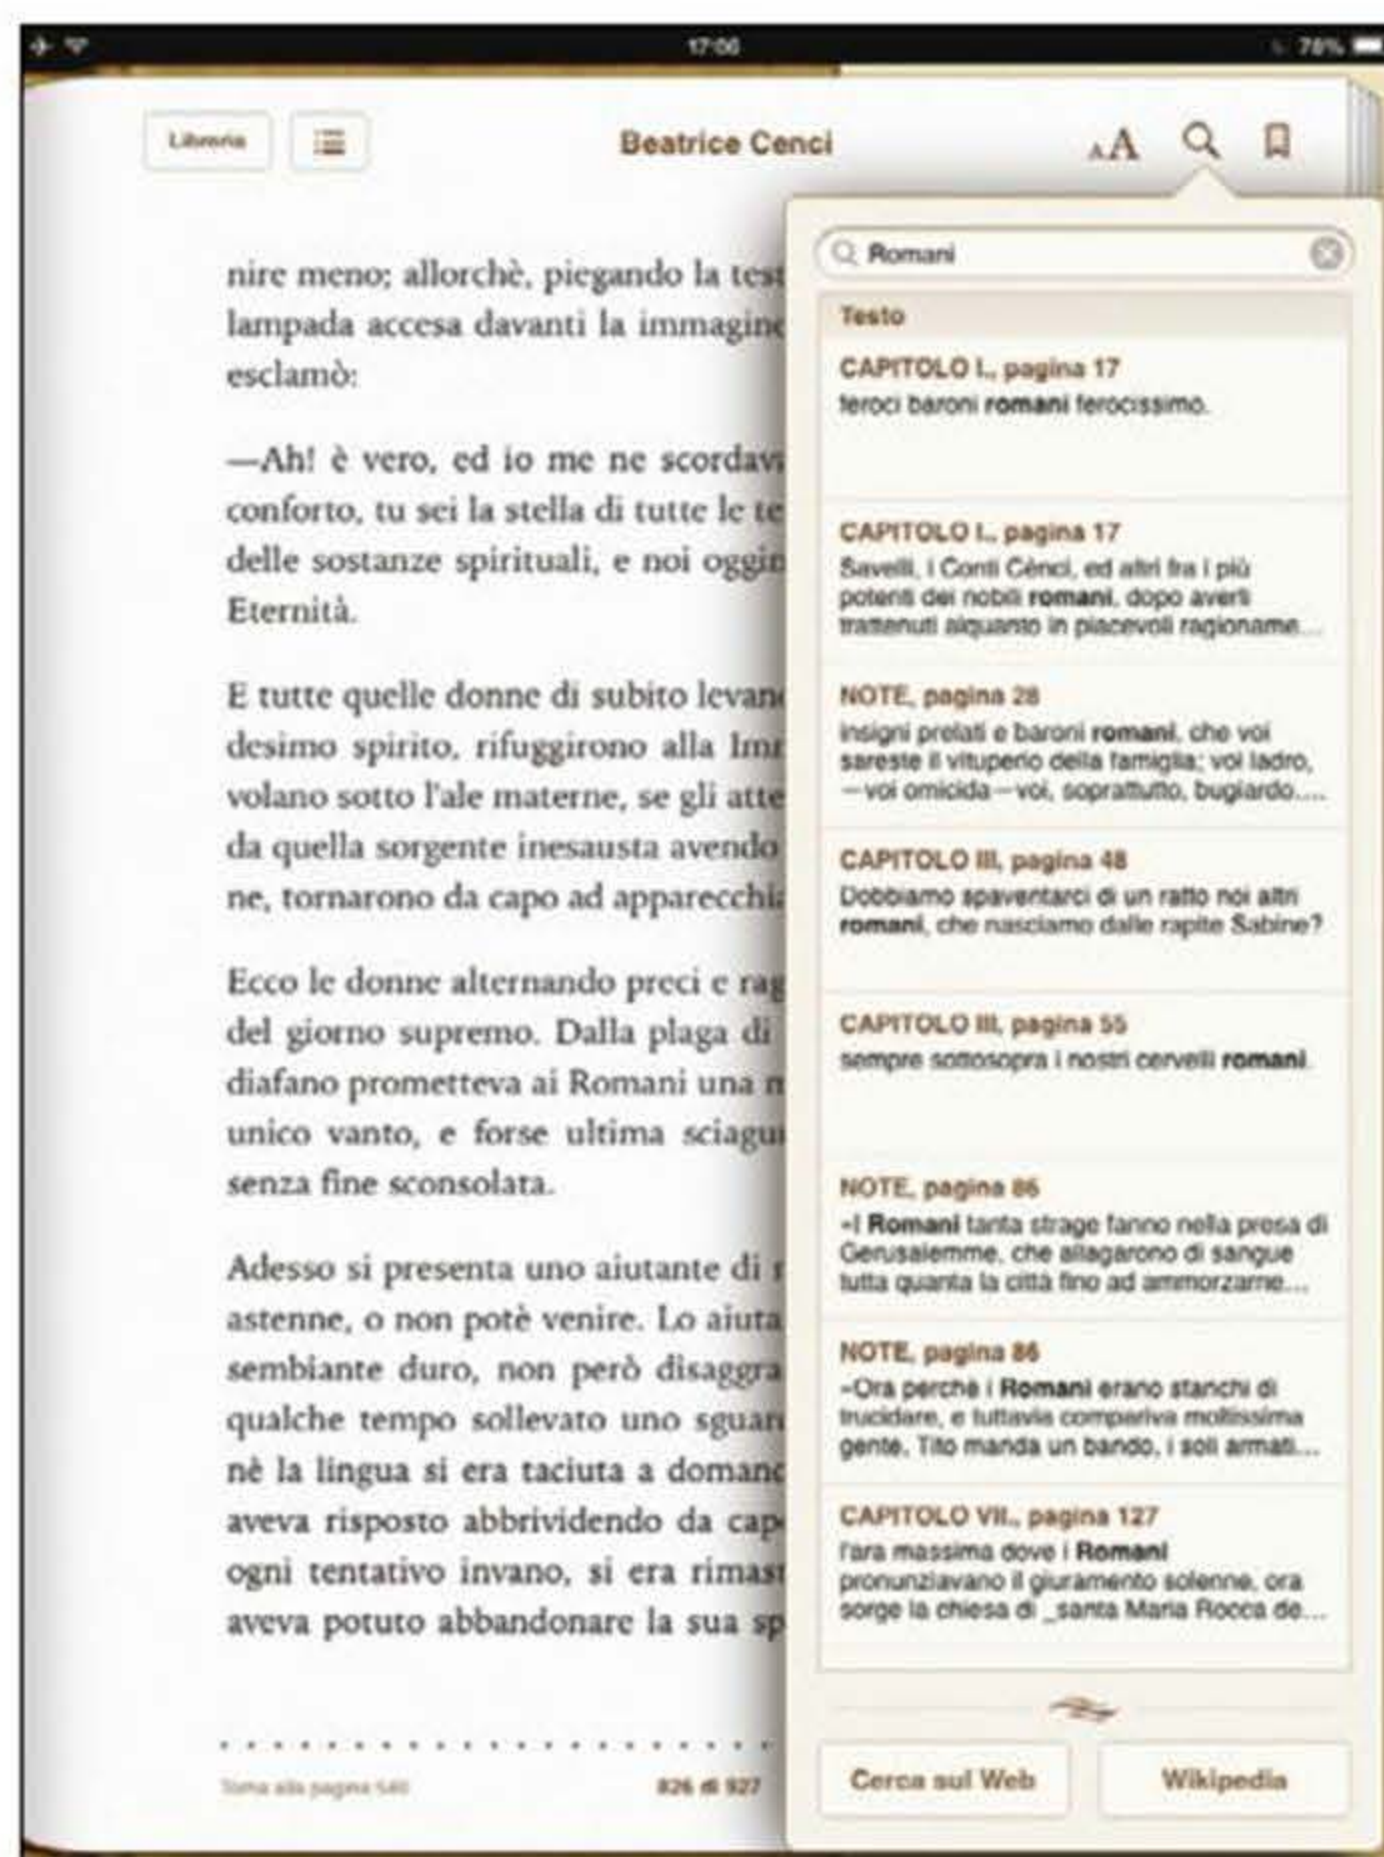 17:06
78%
Libreria
Beatrice Cenci
AA
nire meno; allorchè, piegando la test
lampada accesa davanti la immagine
esclamò:
—Ah! è vero, ed io me ne scordav
conforto, tu sei la stella di tutte le te
delle sostanze spirituali, e noi oggin
Eternità.
E tutte quelle donne di subito levan
desimo spirito, rifuggirono alla Im
volano sotto l'ale materne, se gli atte
da quella sorgente inesausta avendo
ne, tornarono da capo ad apparecchia
Ecco le donne alternando preci e rag
del giorno supremo. Dalla plaga di
diafano prometteva ai Romani una n
unico vanto, e forse ultima sciagu
senza fine sconsolata.
Adesso si presenta uno aiutante di
astenne, o non potè venire. Lo aiuta
sembiante duro, non però disaggra
qualche tempo sollevato uno sguar
nè la lingua si era taciuta a domanc
aveva risposto abbrividendo da cap
ogni tentativo invano, si era rimast
aveva potuto abbandonare la sua sp
Torna alla pagina 540
826 di 927
Romani
Testo
CAPITOLO I., pagina 17
feroci baroni romani ferocissimo.
CAPITOLO I., pagina 17
Savelli, i Conti Cènci, ed altri fra i più
potenti dei nobili romani, dopo averli
trattenuti alquanto in piacevoli ragioname...
NOTE, pagina 28
insigni prelati e baroni romani, che voi
sareste il vituperio della famiglia; voi ladro,
—voi omicida—voi, soprattutto, bugiardo....
CAPITOLO III, pagina 48
Dobbiamo spaventarci di un ratto noi altri
romani, che nasciamo dalle rapite Sabine?
CAPITOLO III, pagina 55
sempre sottosopra i nostri cervelli romani.
NOTE, pagina 86
«I Romani tanta strage fanno nella presa di
Gerusalemme, che allagarono di sangue
tutta quanta la città fino ad ammorzarne...
NOTE, pagina 86
«Ora perchè i Romani erano stanchi di
trucidare, e tuttavia compariva moltissima
gente, Tito manda un bando, i soli armati...
CAPITOLO VII., pagina 127
l'ara massima dove i Romani
pronunziavano il giuramento solenne, ora
sorge la chiesa di _santa Maria Rocca de...
Cerca sul Web
Wikipedia